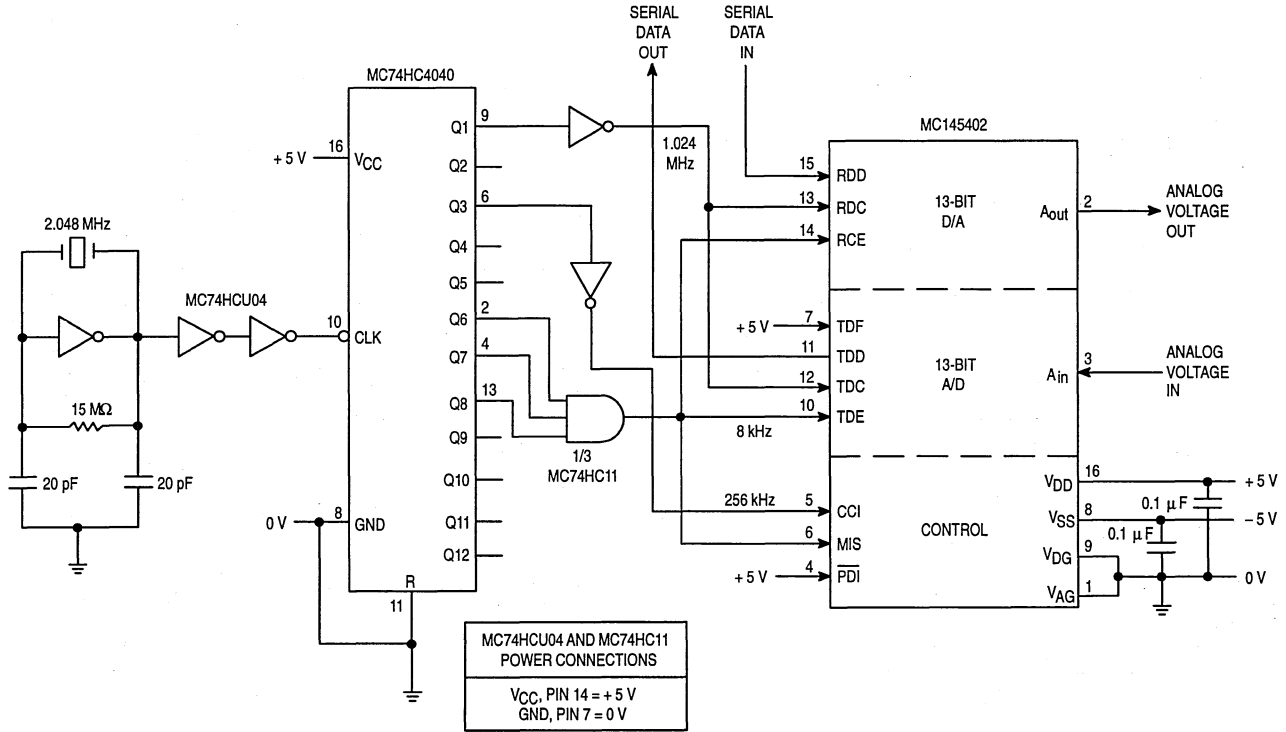 SERIAL
DATA
OUT
SERIAL
DATA
IN
MC74HC4040
Q1
9
1.024
MHz
MC145402
+ 5 V
16
VCC
Q2
Q3
6
15
RDD
13
RDC
14
RCE
13-BIT
D/A
Aout
2
ANALOG
VOLTAGE
OUT
2.048 MHz
Q4
Q5
MC74HCU04
10
CLK
Q6
2
Q7
4
+ 5 V
7
TDF
11
TDD
12
TDC
10
TDE
13-BIT
A/D
Ain
3
ANALOG
VOLTAGE
IN
15 MΩ
Q8
13
Q9
8 kHz
1/3
MC74HC11
20 pF
20 pF
Q10
256 kHz
5
CCI
6
MIS
+ 5 V
4
PDI
CONTROL
VDD
16
+ 5 V
0.1 µF
VSS
8
– 5 V
0.1 µF
VDG
9
0 V
VAG
1
0 V
8
GND
Q11
Q12
R
11
MC74HCU04 AND MC74HC11
POWER CONNECTIONS
VCC, PIN 14 = + 5 V
GND, PIN 7 = 0 V